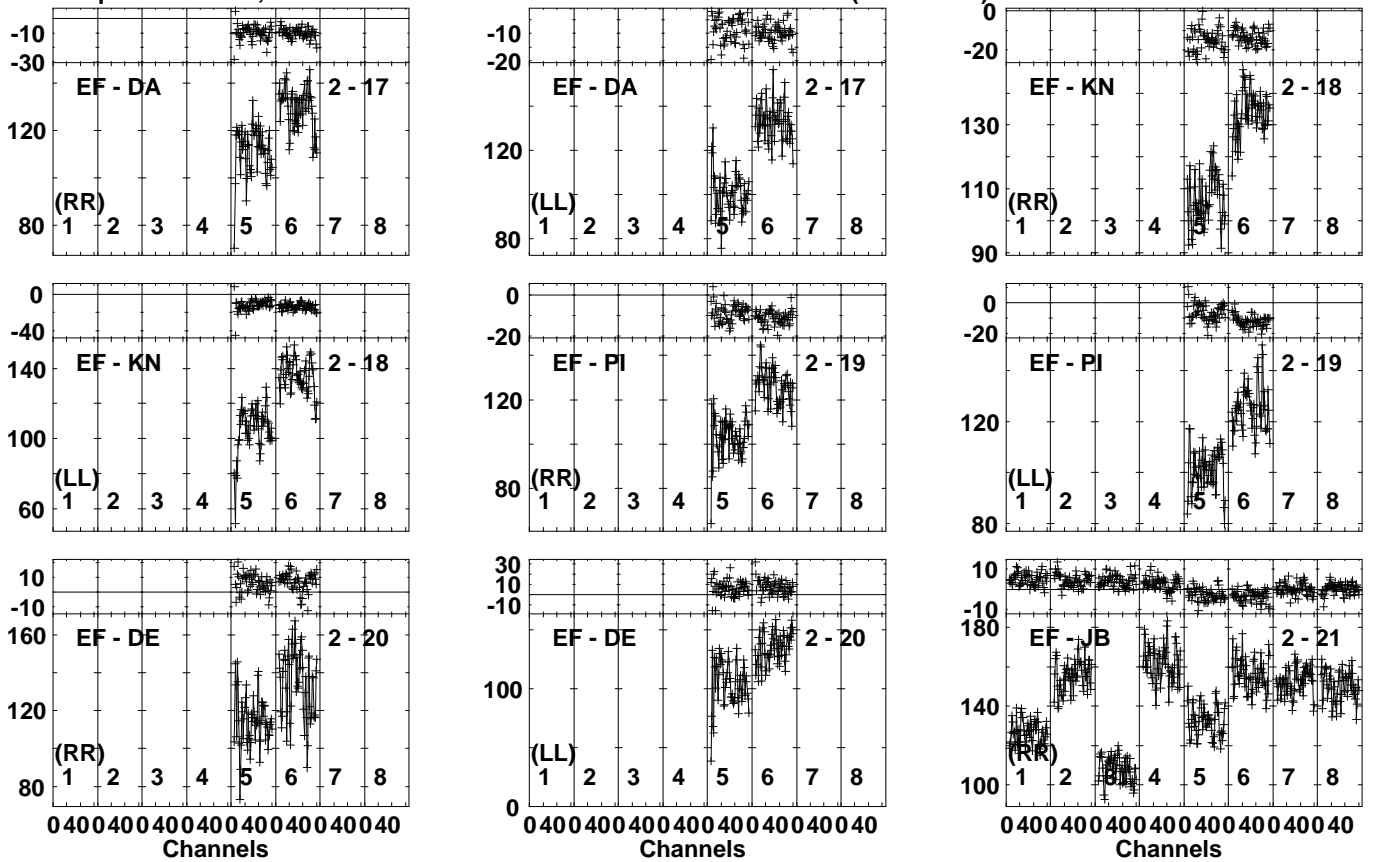 -10
-30
EF - DA 2 - 17
120
80
(RR)
1 2 3 4 5 6 7 8
-10
-20
EF - DA 2 - 17
120
80
(LL)
1 2 3 4 5 6 7 8
0
-20
EF - KN 2 - 18
130
110
90
(RR)
1 2 3 4 5 6 7 8
0
-40
EF - KN 2 - 18
140
100
60
(LL)
1 2 3 4 5 6 7 8
0
-20
EF - PI 2 - 19
120
80
(RR)
1 2 3 4 5 6 7 8
0
-20
EF - PI 2 - 19
120
80
(LL)
1 2 3 4 5 6 7 8
10
-10
160
EF - DE 2 - 20
120
80
(RR)
1 2 3 4 5 6 7 8
0 40 0 40 0 40 0 40 0 40 0 40 0 40 0 40
Channels
30
10
-10
EF - DE 2 - 20
100
0
(LL)
1 2 3 4 5 6 7 8
0 40 0 40 0 40 0 40 0 40 0 40 0 40 0 40
Channels
10
-10
180
EF - JB 2 - 21
140
100
(RR)
1 2 3 4 5 6 7 8
0 40 0 40 0 40 0 40 0 40 0 40 0 40 0 40
Channels